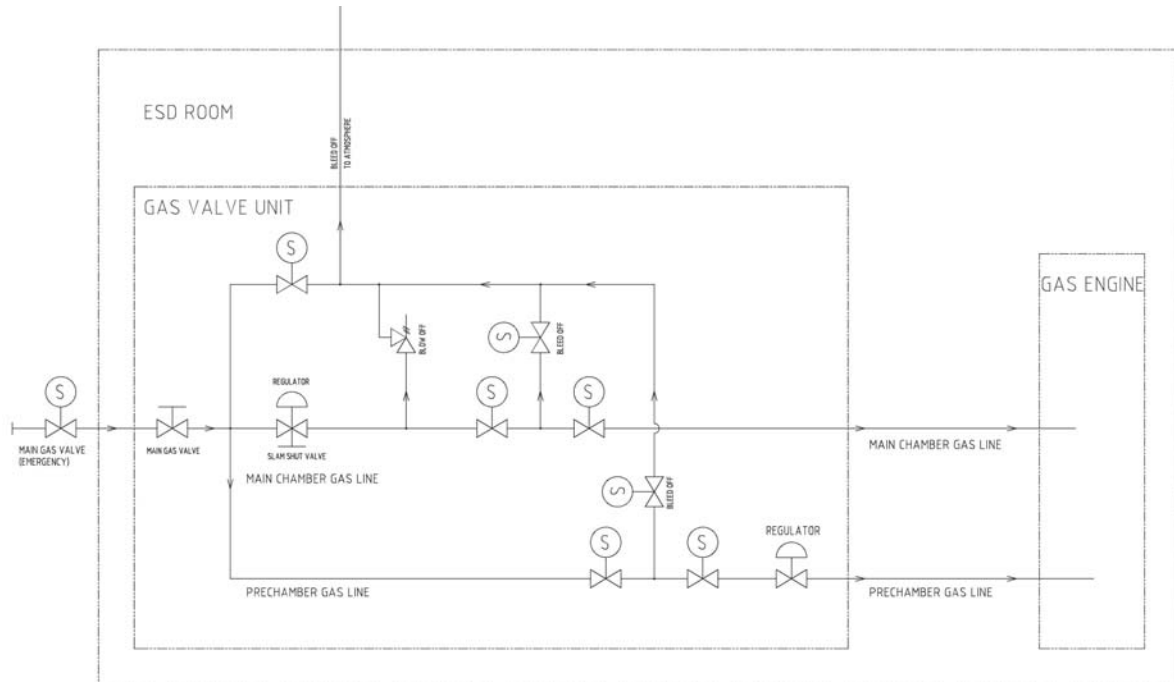 ESD ROOM
BLEED OFF
TO ATMOSPHERE
GAS VALVE UNIT
S
GAS ENGINE
S
BLEED OFF
BLOW OFF
REGULATOR
S
S
S
MAIN GAS VALVE
(EMERGENCY)
MAIN GAS VALVE
SLAM SHUT VALVE
MAIN CHAMBER GAS LINE
MAIN CHAMBER GAS LINE
S
BLEED OFF
S
S
REGULATOR
PRECHAMBER GAS LINE
PRECHAMBER GAS LINE